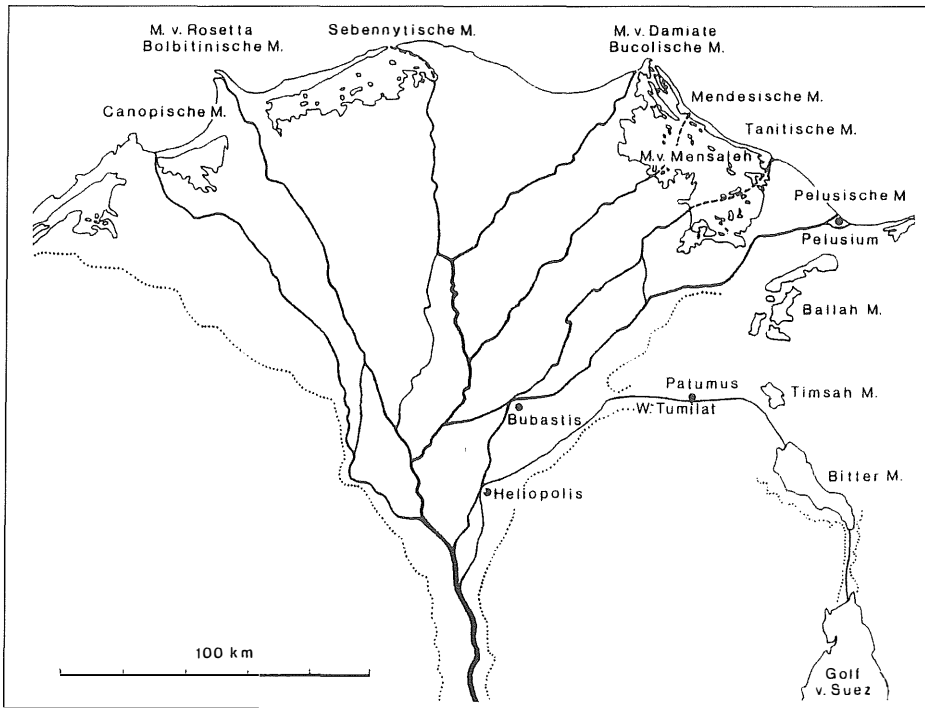 M. v. Rosetta
Bolbitinische M.
Sebennytische M.
M. v. Damiate
Bucolische M.
Mendesische M.
Canopische M.
Tanitische M.
M. v. Mensaleh
Pelusische M
Pelusium
Ballah M.
Patumus
Timsah M.
Bubastis
W. Tumilat
Bitter M.
Heliopolis
100 km
Golf
v. Suez